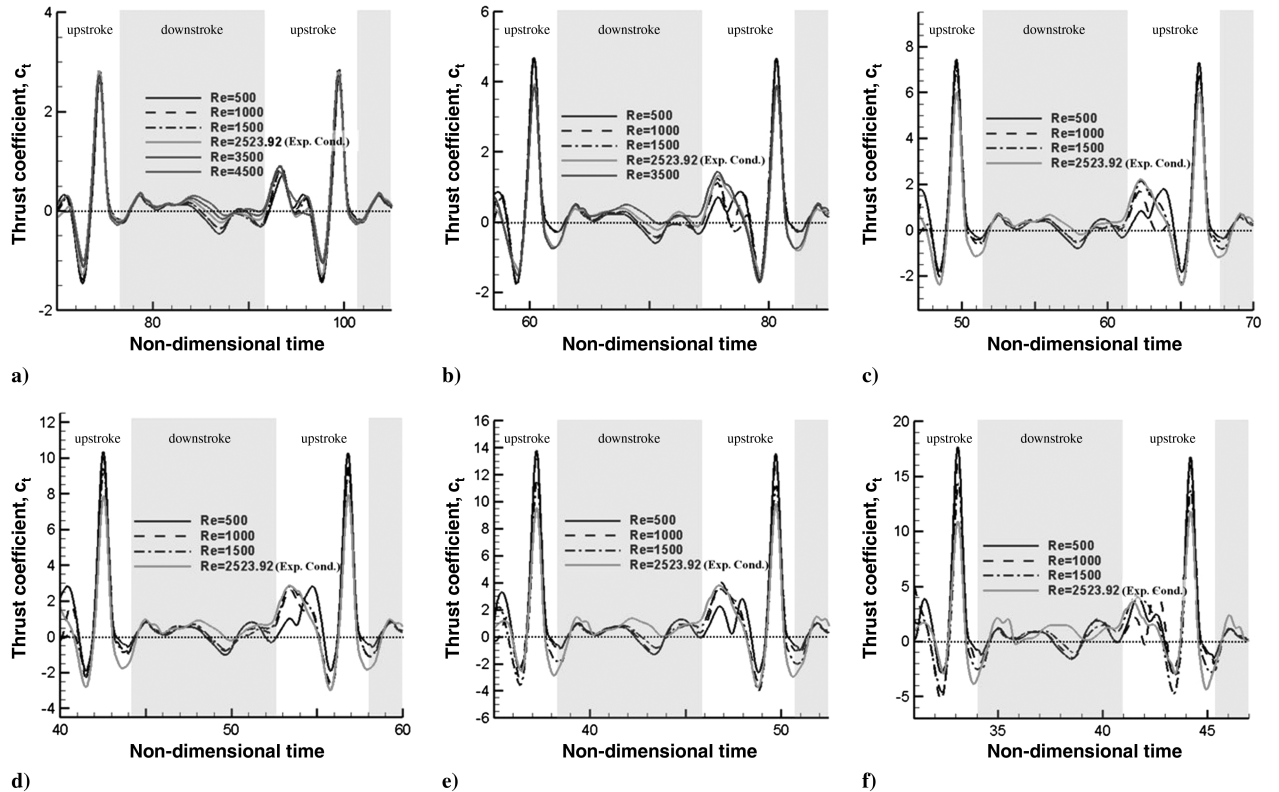 4
upstroke
downstroke
upstroke
2
Re=500
Re=1000
Re=1500
Re=2523.92 (Exp. Cond.)
Re=3500
Re=4500
0
-2
80
100
Thrust coefficient, ct
Non-dimensional time
a)
6
upstroke
downstroke
upstroke
4
Re=500
Re=1000
Re=1500
Re=2523.92 (Exp. Cond.)
Re=3500
2
0
-2
60
80
Thrust coefficient, ct
Non-dimensional time
b)
8
upstroke
downstroke
upstroke
6
Re=500
Re=1000
Re=1500
Re=2523.92 (Exp. Cond.)
4
2
0
-2
50
60
70
Thrust coefficient, ct
Non-dimensional time
c)
12
upstroke
downstroke
upstroke
10
8
6
Re=500
Re=1000
Re=1500
Re=2523.92 (Exp. Cond.)
4
2
0
-2
-4
40
50
60
Thrust coefficient, ct
Non-dimensional time
d)
16
14
upstroke
downstroke
upstroke
12
10
8
Re=500
Re=1000
Re=1500
Re=2523.92 (Exp. Cond.)
6
4
2
0
-2
-4
-6
40
50
Thrust coefficient, ct
Non-dimensional time
e)
20
upstroke
downstroke
upstroke
15
10
Re=500
Re=1000
Re=1500
Re=2523.92 (Exp. Cond.)
5
0
-5
35
40
45
Thrust coefficient, ct
Non-dimensional time
f)